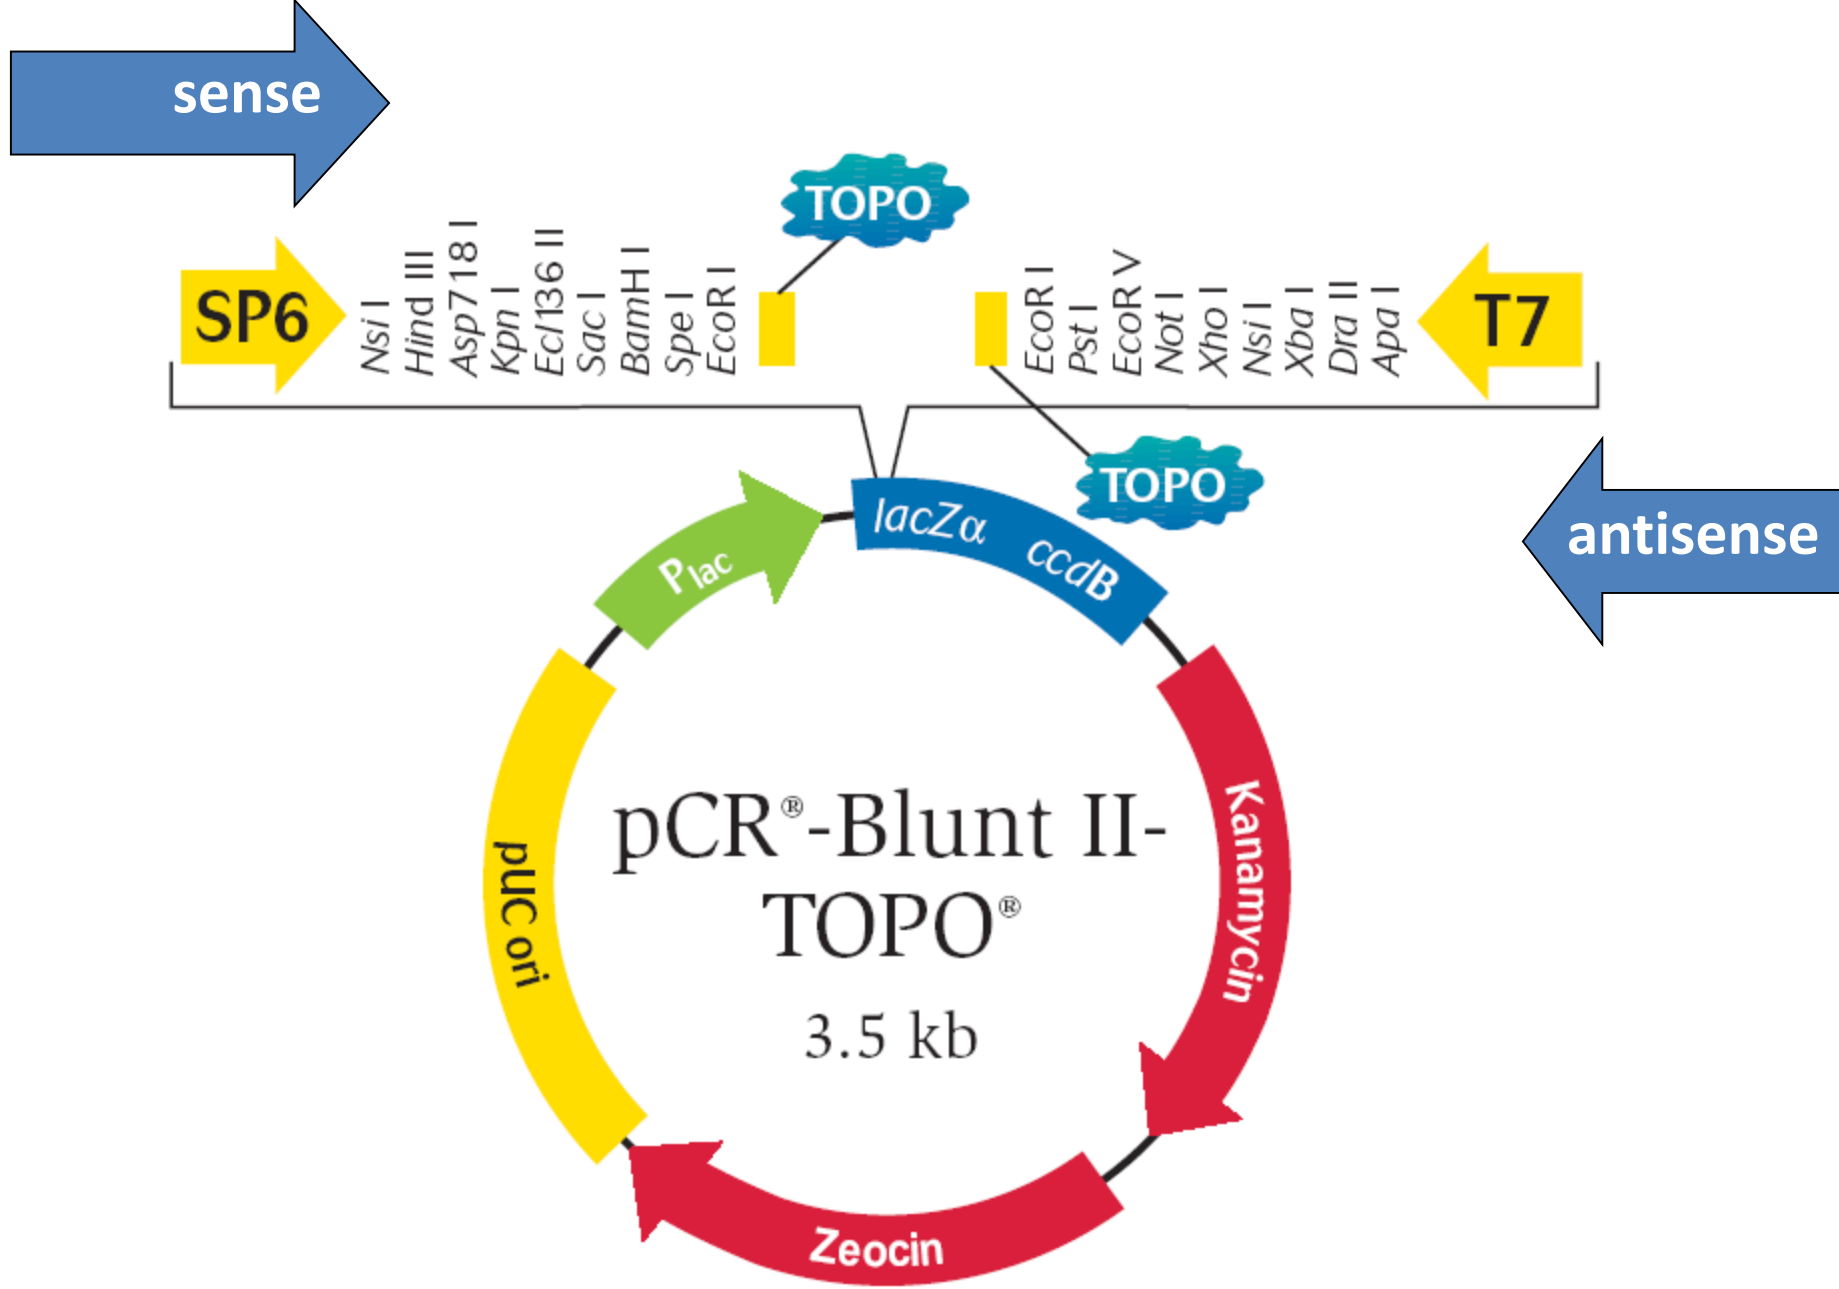 sense
TOPO
SP6
Nsi I
Hind III
Asp718 I
Kpn I
Ecl136 II
Sac I
BamH I
Spe I
EcoR I
EcoR I
Pst I
EcoR V
Not I
Xho I
Nsi I
Xba I
Dra II
Apa I
T7
TOPO
antisense
Plac
lacZα
ccdB
pUC ori
Kanamycin
pCR®-Blunt II-
TOPO®
3.5 kb
Zeocin